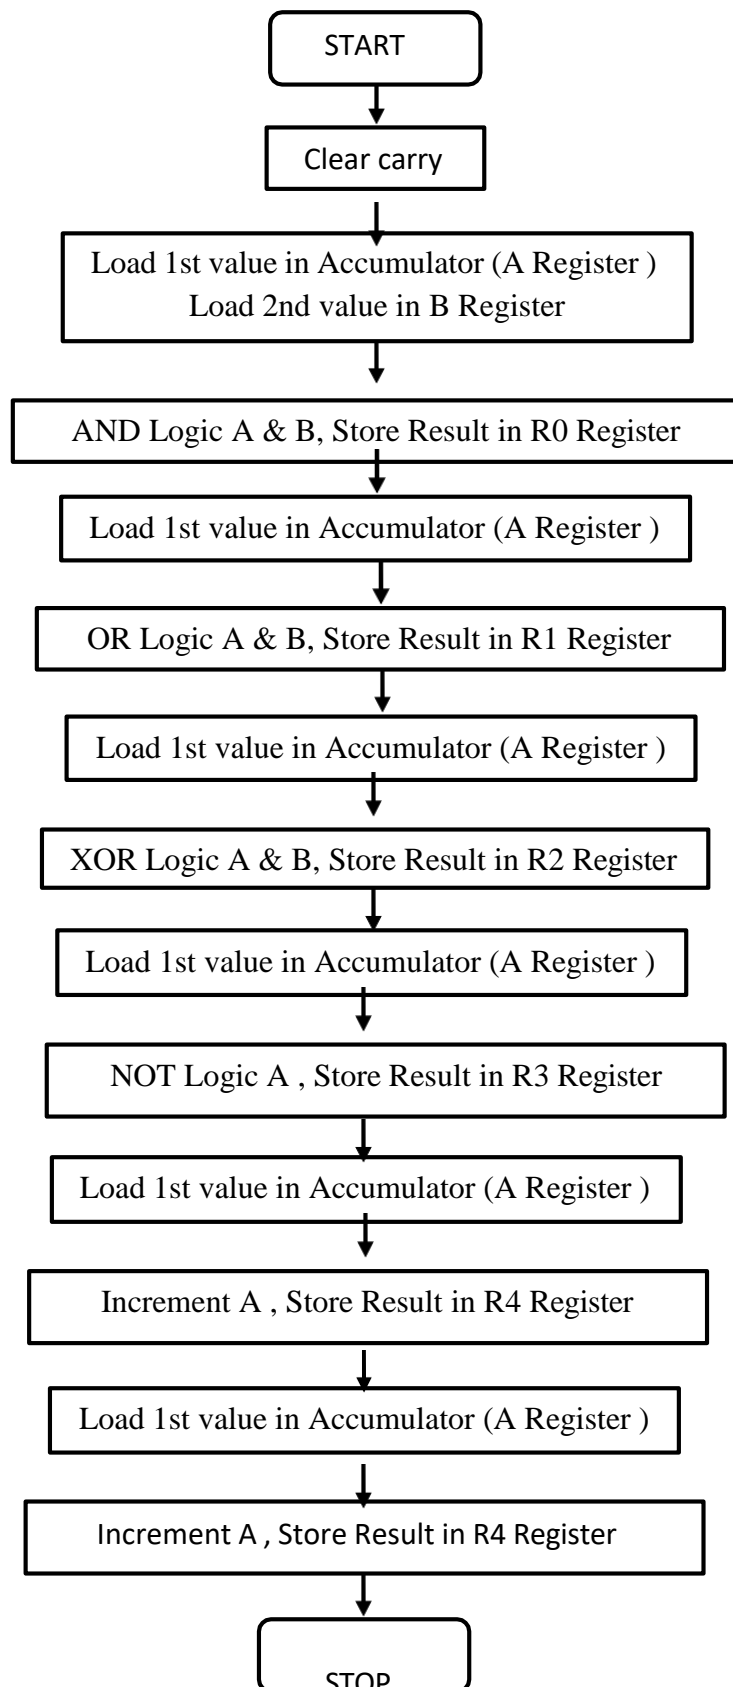 START
Clear carry
Load 1st value in Accumulator (A Register )
Load 2nd value in B Register
AND Logic A & B, Store Result in R0 Register
Load 1st value in Accumulator (A Register )
OR Logic A & B, Store Result in R1 Register
Load 1st value in Accumulator (A Register )
XOR Logic A & B, Store Result in R2 Register
Load 1st value in Accumulator (A Register )
NOT Logic A , Store Result in R3 Register
Load 1st value in Accumulator (A Register )
Increment A , Store Result in R4 Register
Load 1st value in Accumulator (A Register )
Increment A , Store Result in R4 Register
STOP